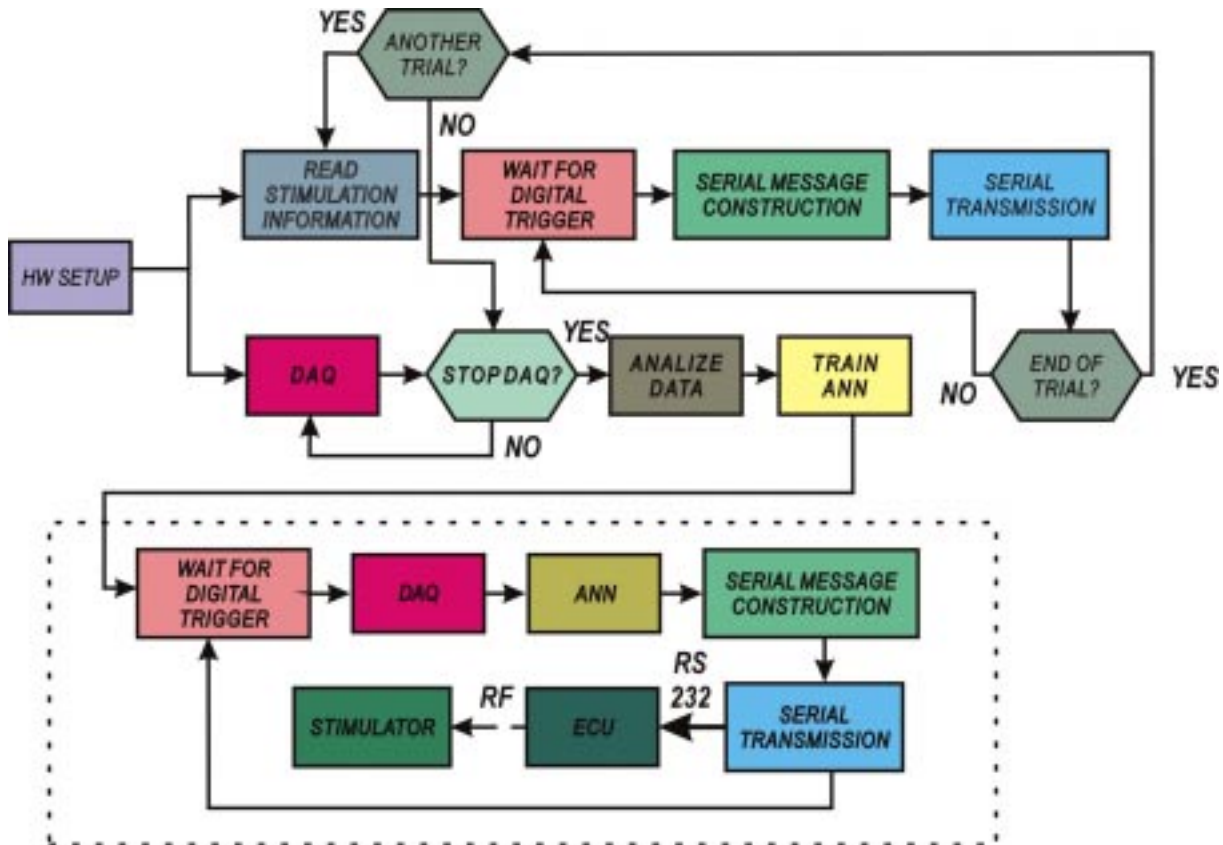 YES
ANOTHER
TRIAL?
NO
READ
STIMULATION
INFORMATION
WAIT FOR
DIGITAL
TRIGGER
SERIAL MESSAGE
CONSTRUCTION
SERIAL
TRANSMISSION
HW SETUP
DAQ
STOP DAQ?
YES
NO
ANALIZE
DATA
TRAIN
ANN
NO
END OF
TRIAL?
YES
WAIT FOR
DIGITAL
TRIGGER
DAQ
ANN
SERIAL MESSAGE
CONSTRUCTION
STIMULATOR
RF
ECU
RS
232
SERIAL
TRANSMISSION